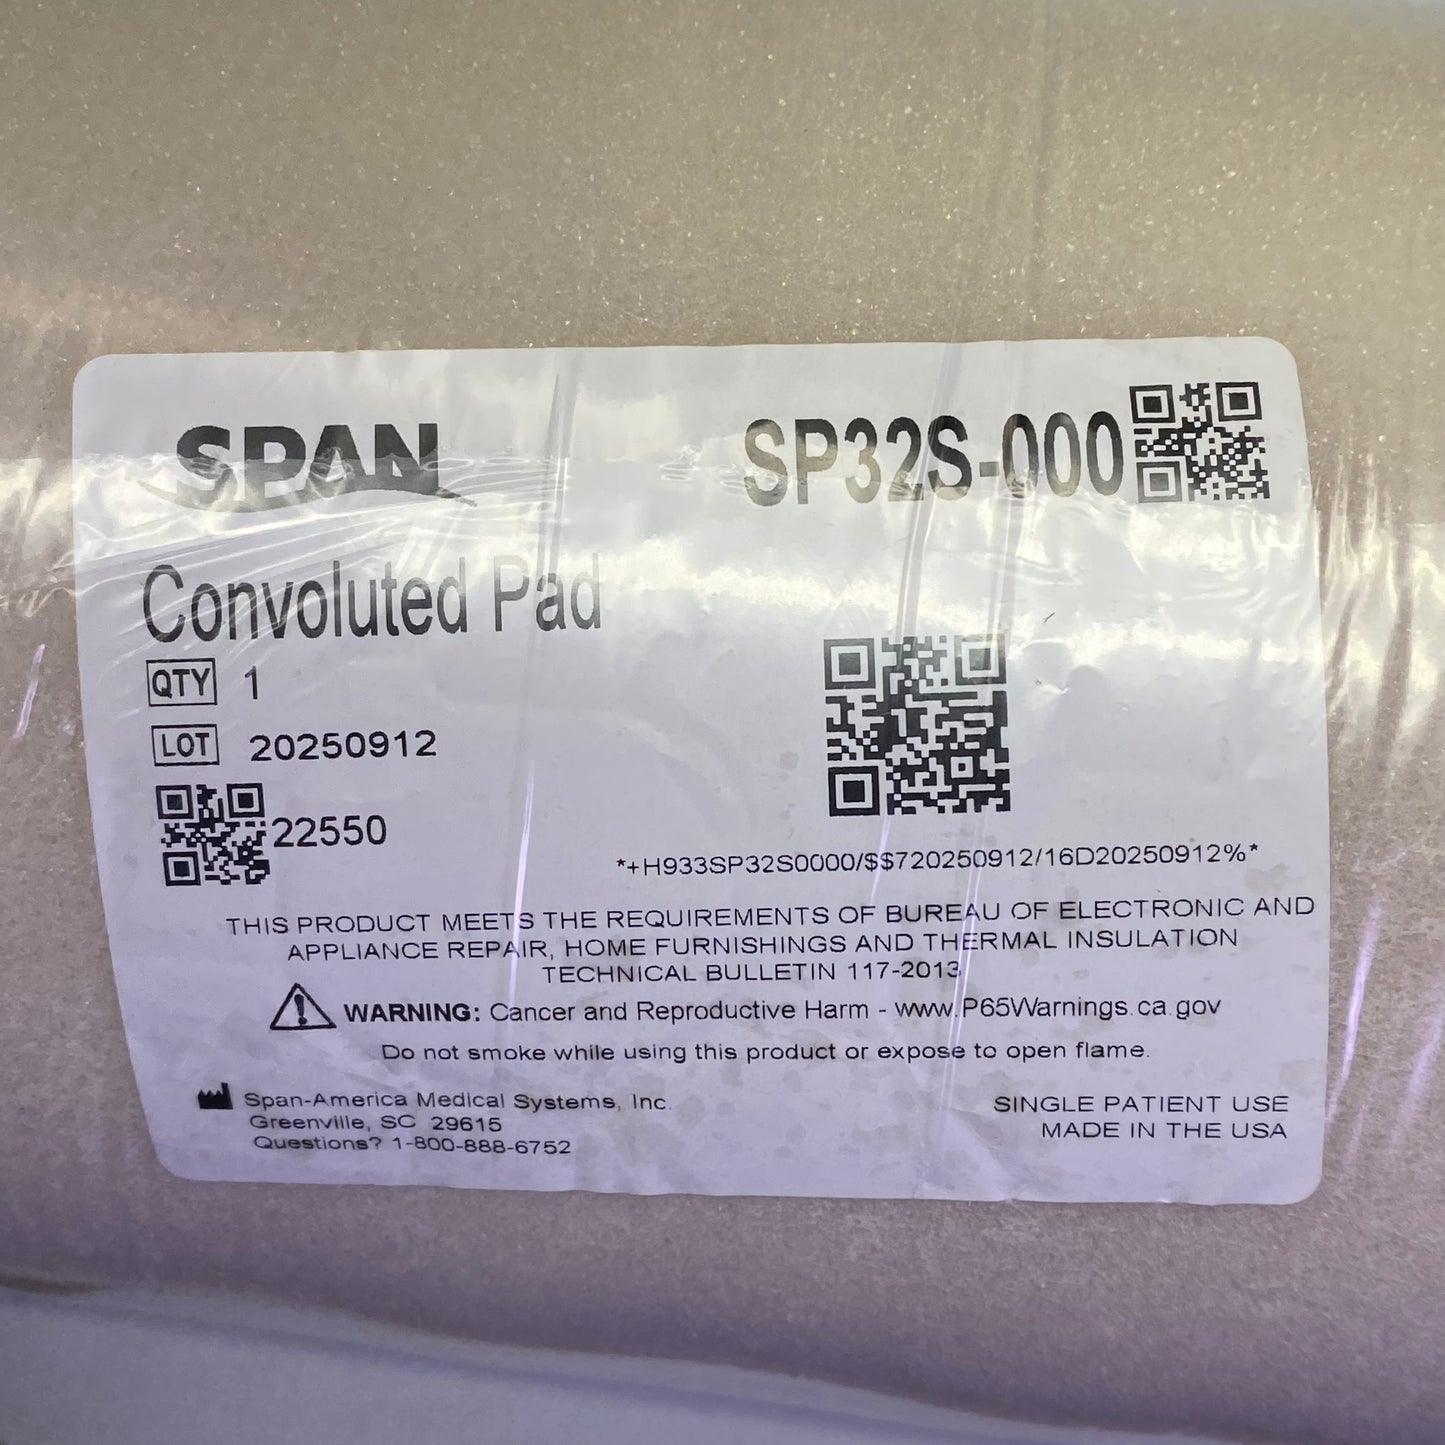 SPAN
SP32S-000
Convoluted Pad
QTY 1
LOT 20250912
22550
*+H933SP32S0000/$$720250912/16D20250912%*
THIS PRODUCT MEETS THE REQUIREMENTS OF BUREAU OF ELECTRONIC AND
APPLIANCE REPAIR, HOME FURNISHINGS AND THERMAL INSULATION
TECHNICAL BULLETIN 117-2013
WARNING: Cancer and Reproductive Harm - www.P65Warnings.ca.gov
Do not smoke while using this product or expose to open flame.
Span-America Medical Systems, Inc.
Greenville, SC 29615
Questions? 1-800-888-6752
SINGLE PATIENT USE
MADE IN THE USA